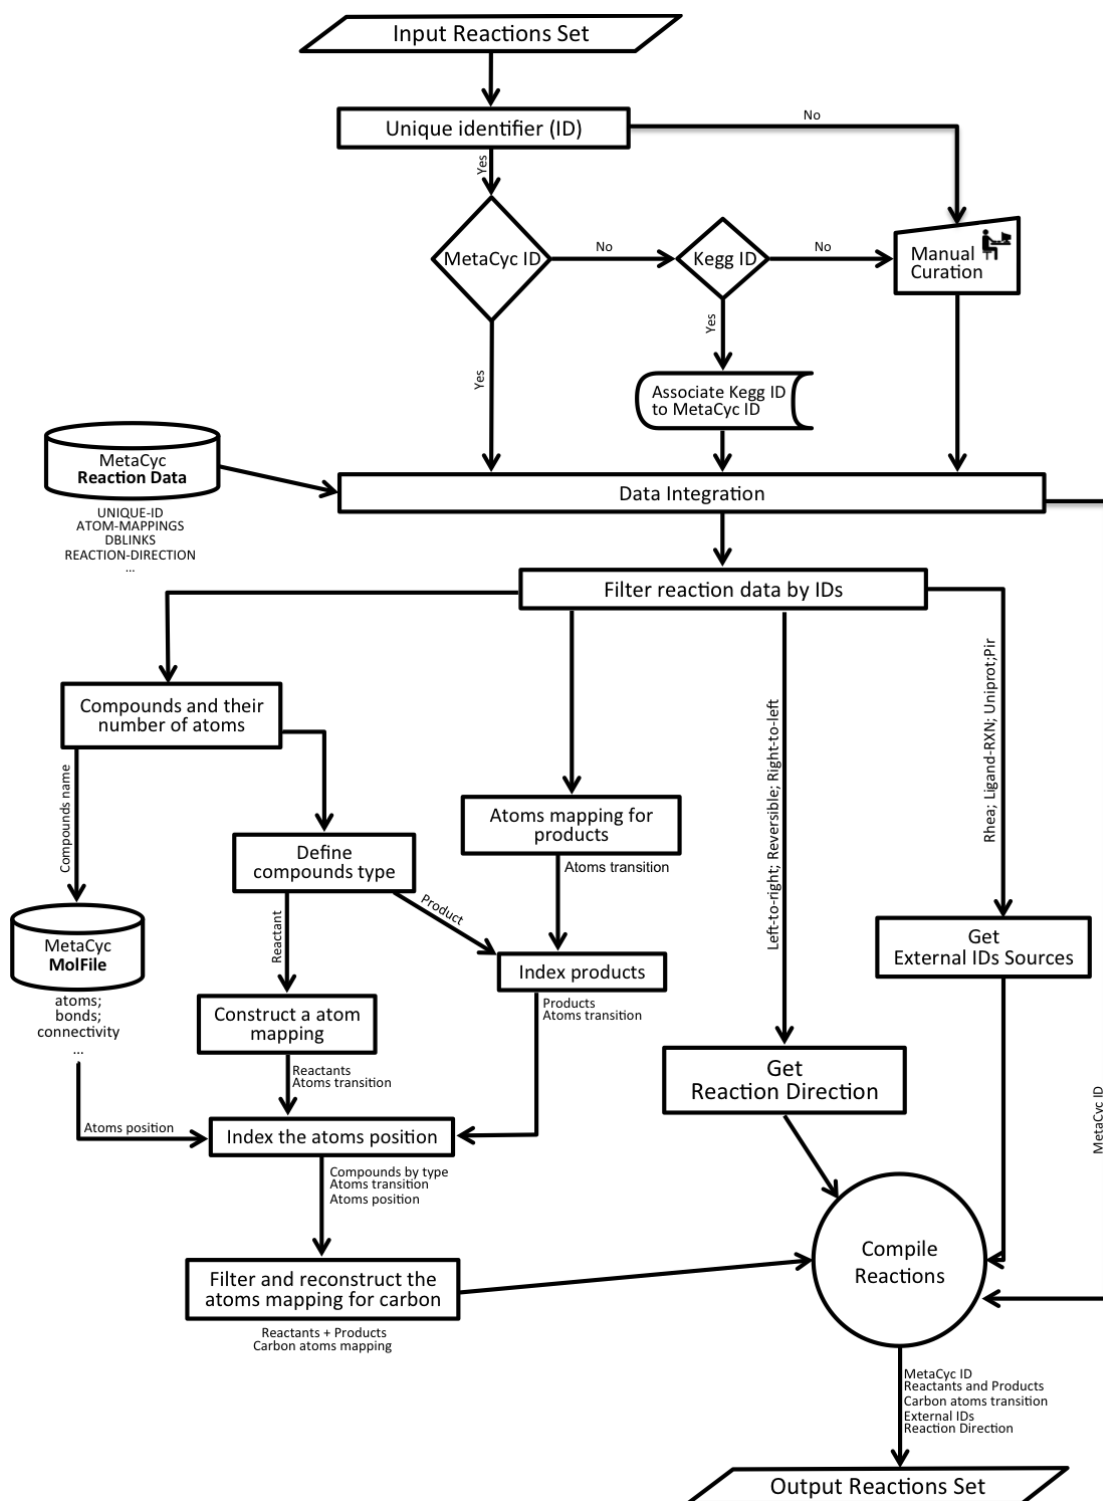 Input Reactions Set
Unique identifier (ID)
No
Yes
MetaCyc ID
No
Kegg ID
No
Manual
Curation
Yes
Yes
Associate Kegg ID
to MetaCyc ID
MetaCyc
Reaction Data
UNIQUE-ID
ATOM-MAPPINGS
DBLINKS
REACTION-DIRECTION
...
Data Integration
Filter reaction data by IDs
Compounds and their
number of atoms
Compounds name
Left-to-right; Reversible; Right-to-left
Rhea; Ligand-RXN; Uniprot;Pir
Atoms mapping for
products
Atoms transition
Define
compounds type
Reactant
Product
MetaCyc
MolFile
atoms;
bonds;
connectivity
...
Index products
Products
Atoms transition
Get
External IDs Sources
Construct a atom
mapping
Reactants
Atoms transition
Get
Reaction Direction
MetaCyc ID
Atoms position
Index the atoms position
Compounds by type
Atoms transition
Atoms position
Filter and reconstruct the
atoms mapping for carbon
Reactants + Products
Carbon atoms mapping
Compile
Reactions
MetaCyc ID
Reactants and Products
Carbon atoms transition
External IDs
Reaction Direction
Output Reactions Set